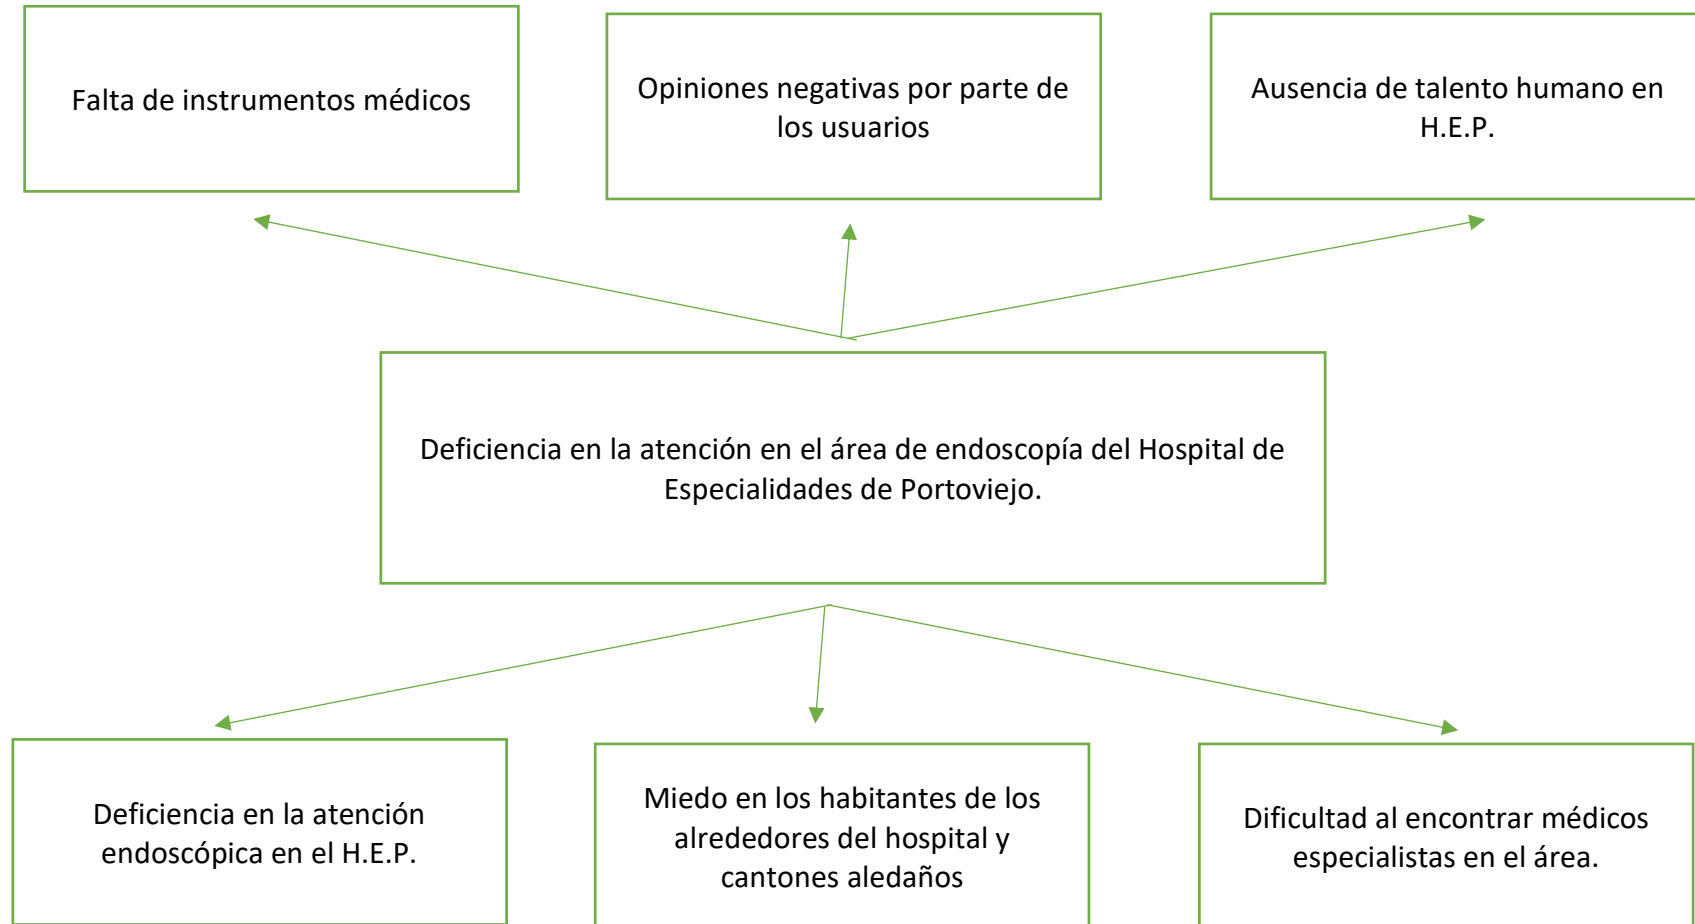 Falta de instrumentos médicos
Opiniones negativas por parte de
los usuarios
Ausencia de talento humano en
H.E.P.
Deficiencia en la atención en el área de endoscopía del Hospital de
Especialidades de Portoviejo.
Deficiencia en la atención
endoscópica en el H.E.P.
Miedo en los habitantes de los
alrededores del hospital y
cantones aledaños
Dificultad al encontrar médicos
especialistas en el área.